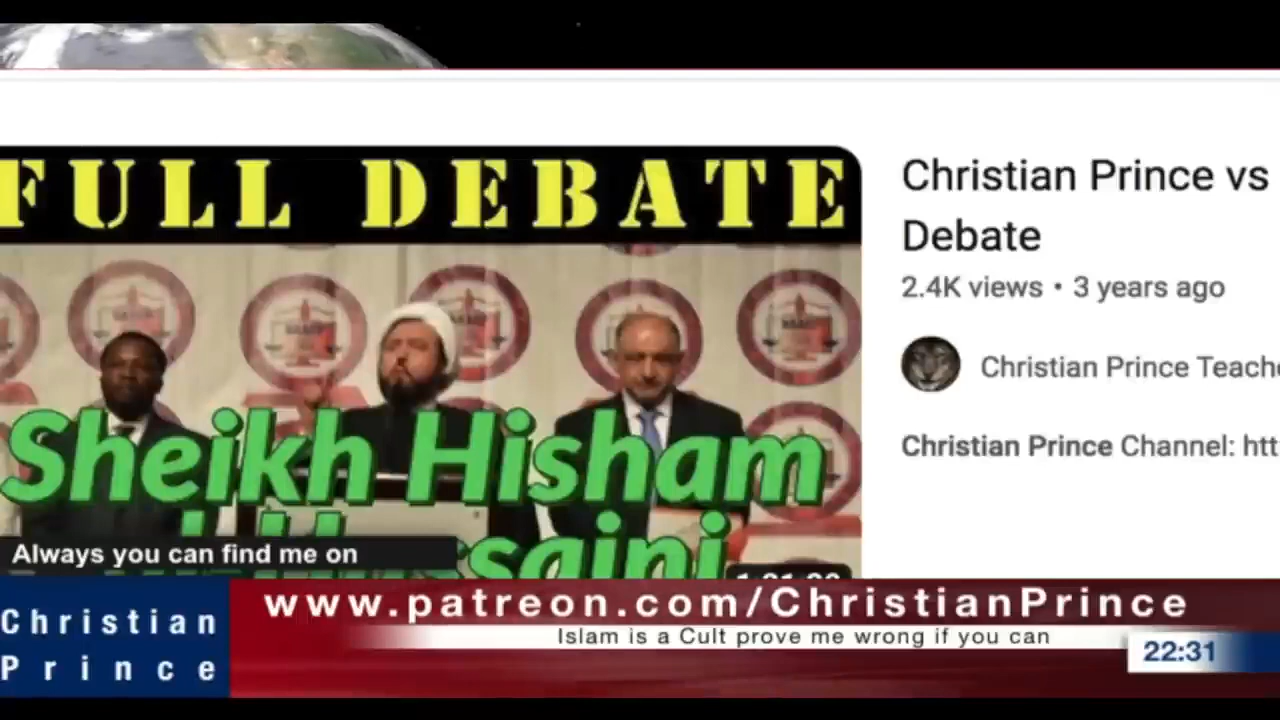 FULL DEBATE
Sheikh Hisham
Christian Prince vs
Debate
2.4K views • 3 years ago
Christian Prince Teach
Christian Prince Channel: htt
Always you can find me on
Christian
Prince
www.patreon.com/ChristianPrince
Islam is a Cult prove me wrong if you can
22:31